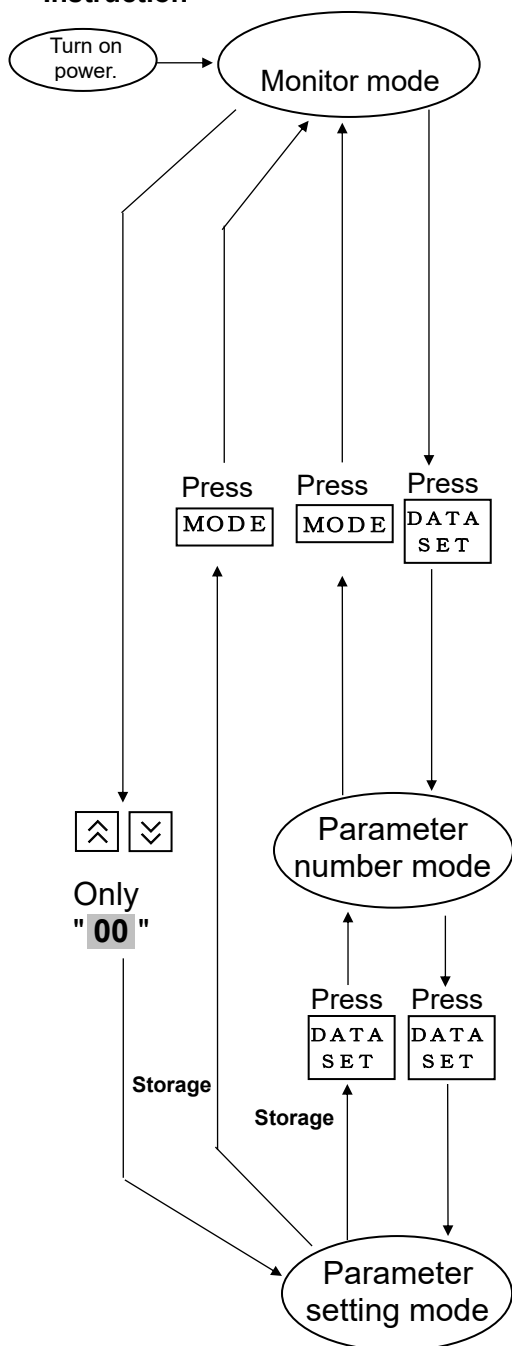 Instruction
Turn on
power.
Monitor mode
Press
MODE
Press
MODE
Press
DATA
SET
Parameter
number mode
Only
" 00 "
Press
DATA
SET
Press
DATA
SET
Storage
Storage
Parameter
setting mode